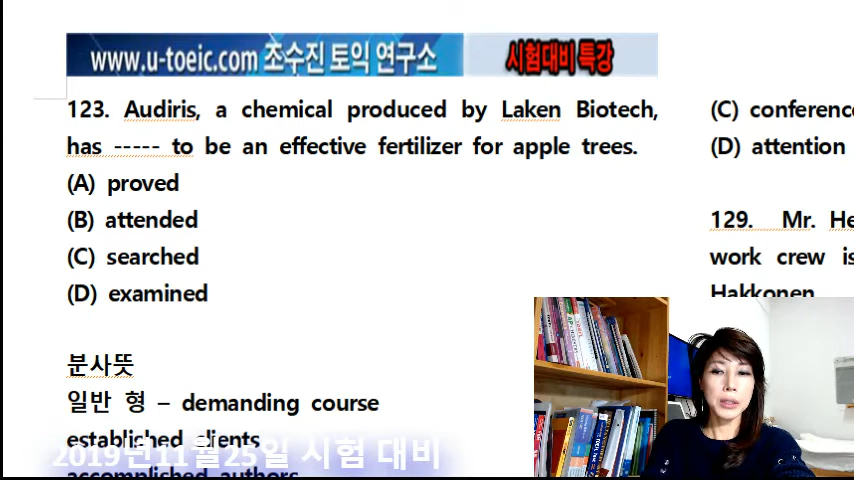 www.u-toeic.com 조수진 토익 연구소 시험대비 특강
123. Audiris, a chemical produced by Laken Biotech,
has ----- to be an effective fertilizer for apple trees.
(A) proved
(B) attended
(C) searched
(D) examined
분사뜻
일반 형 – demanding course
established clients
accomplished authors
2019년11월25일 시험 대비
(C) conference
(D) attention
129. Mr. He
work crew is
Hakkonen